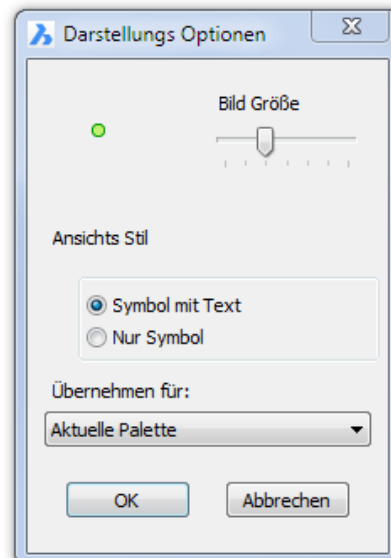 Darstellungs Optionen
Bild Größe
Ansichts Stil
Symbol mit Text
Nur Symbol
Übernehmen für:
Aktuelle Palette
OK
Abbrechen